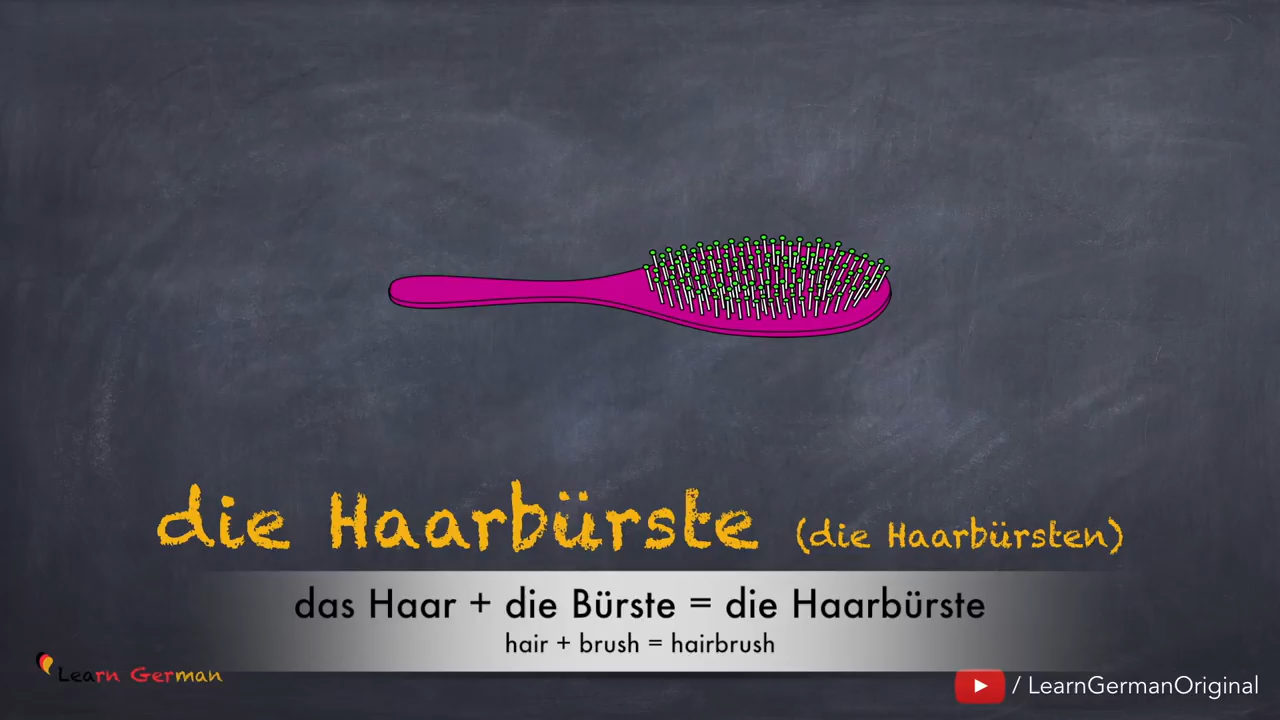 die Haarbürste (die Haarbürsten)
das Haar + die Bürste = die Haarbürste
hair + brush = hairbrush
Learn German
/ LearnGermanOriginal